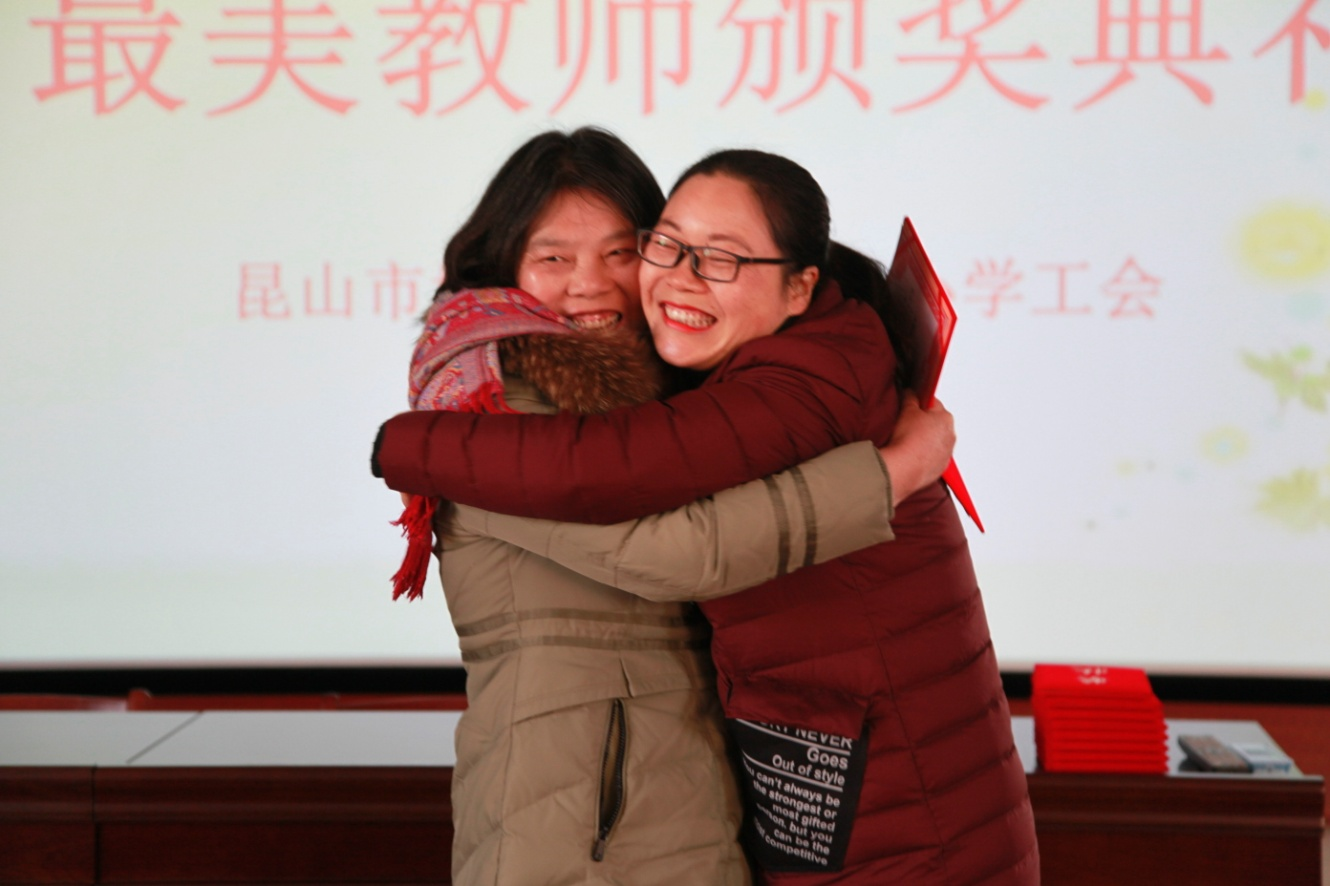 最美教师颁奖典礼
昆山市
学工会
NEVER
Goes
Out of style
can't always be
the strongest or
most gifted
but you
can be the
competitive